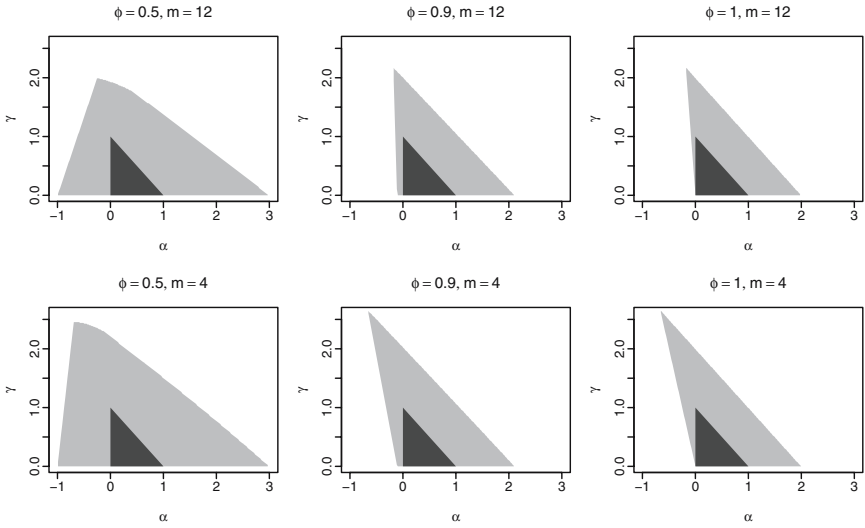 ϕ = 0.5, m = 12
ϕ = 0.9, m = 12
ϕ = 1, m = 12
γ
0.0 1.0 2.0
−1 0 1 2 3
α
γ
0.0 1.0 2.0
−1 0 1 2 3
α
γ
0.0 1.0 2.0
−1 0 1 2 3
α
ϕ = 0.5, m = 4
ϕ = 0.9, m = 4
ϕ = 1, m = 4
γ
0.0 1.0 2.0
−1 0 1 2 3
α
γ
0.0 1.0 2.0
−1 0 1 2 3
α
γ
0.0 1.0 2.0
−1 0 1 2 3
α